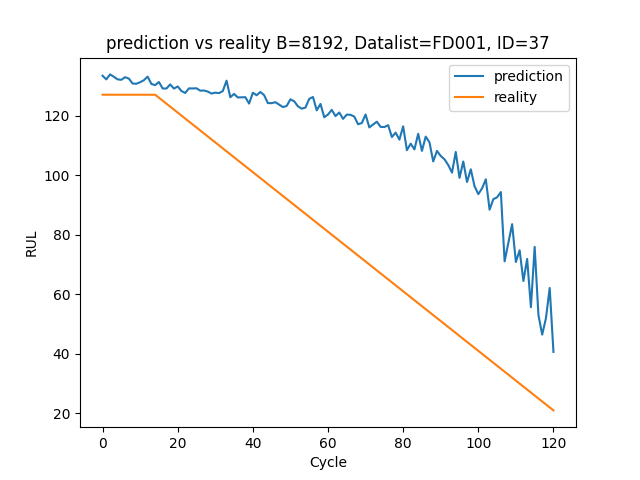 prediction vs reality B=8192, Datalist=FD001, ID=37
prediction
reality
RUL
120
100
80
60
40
20
0 20 40 60 80 100 120
Cycle